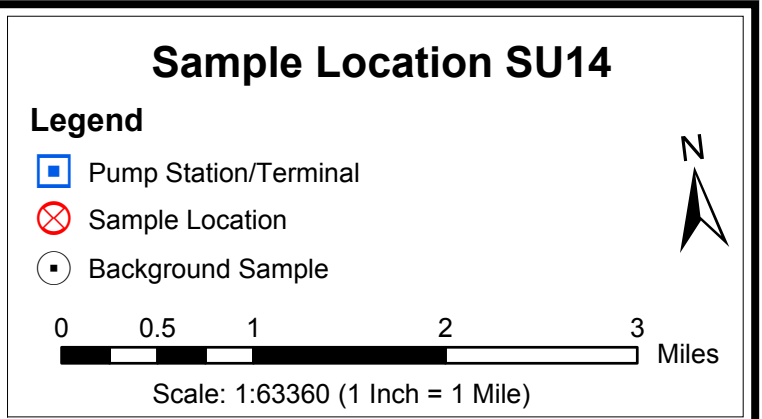 Sample Location SU14
Legend
N
Pump Station/Terminal
Sample Location
Background Sample
0 0.5 1 2 3
Miles
Scale: 1:63360 (1 Inch = 1 Mile)